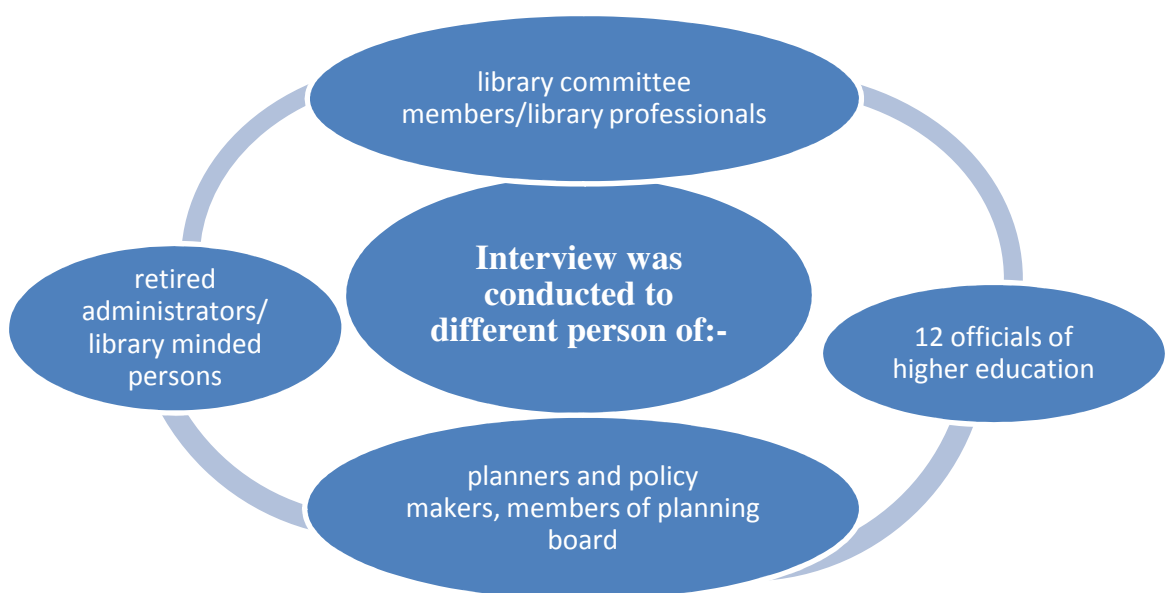 library committee
members/library professionals
Interview was
conducted to
different person of:-
retired
administrators/
library minded
persons
12 officials of
higher education
planners and policy
makers, members of planning
board